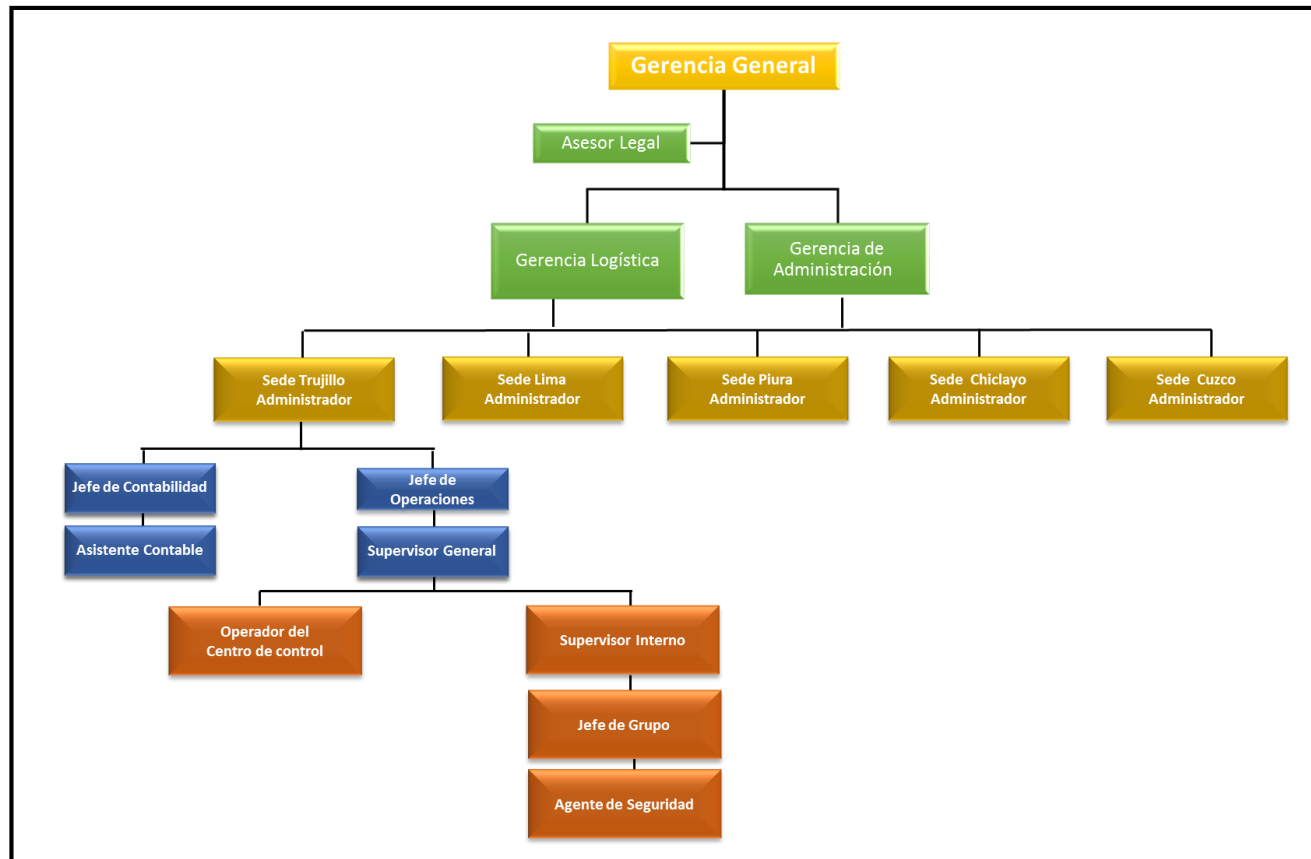 Gerencia General
Asesor Legal
Gerencia Logística
Gerencia de
Administración
Sede Trujillo
Administrador
Sede Lima
Administrador
Sede Piura
Administrador
Sede Chiclayo
Administrador
Sede Cuzco
Administrador
Jefe de Contabilidad
Jefe de
Operaciones
Asistente Contable
Supervisor General
Operador del
Centro de control
Supervisor Interno
Jefe de Grupo
Agente de Seguridad